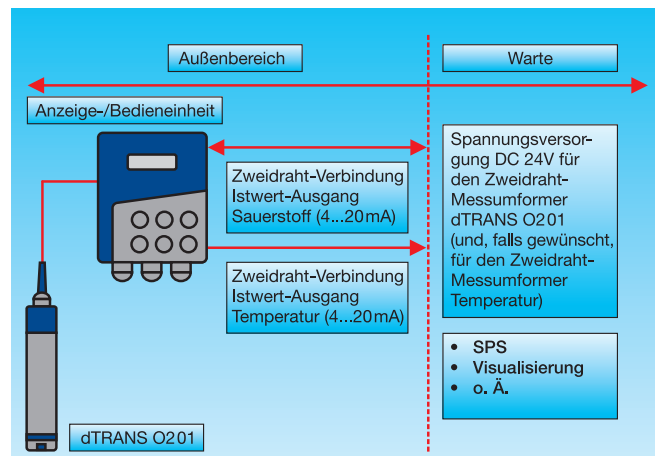 Außenbereich
Warte
Anzeige-/Bedieneinheit
Zweidraht-Verbindung
Istwert-Ausgang
Sauerstoff (4...20mA)
Zweidraht-Verbindung
Istwert-Ausgang
Temperatur (4...20mA)
Spannungsversor-
gung DC 24V für
den Zweidraht-
Messumformer
dTRANS O201
(und, falls gewünscht,
für den Zweidraht-
Messumformer
Temperatur)
• SPS
• Visualisierung
• o. Ä.
dTRANS O201